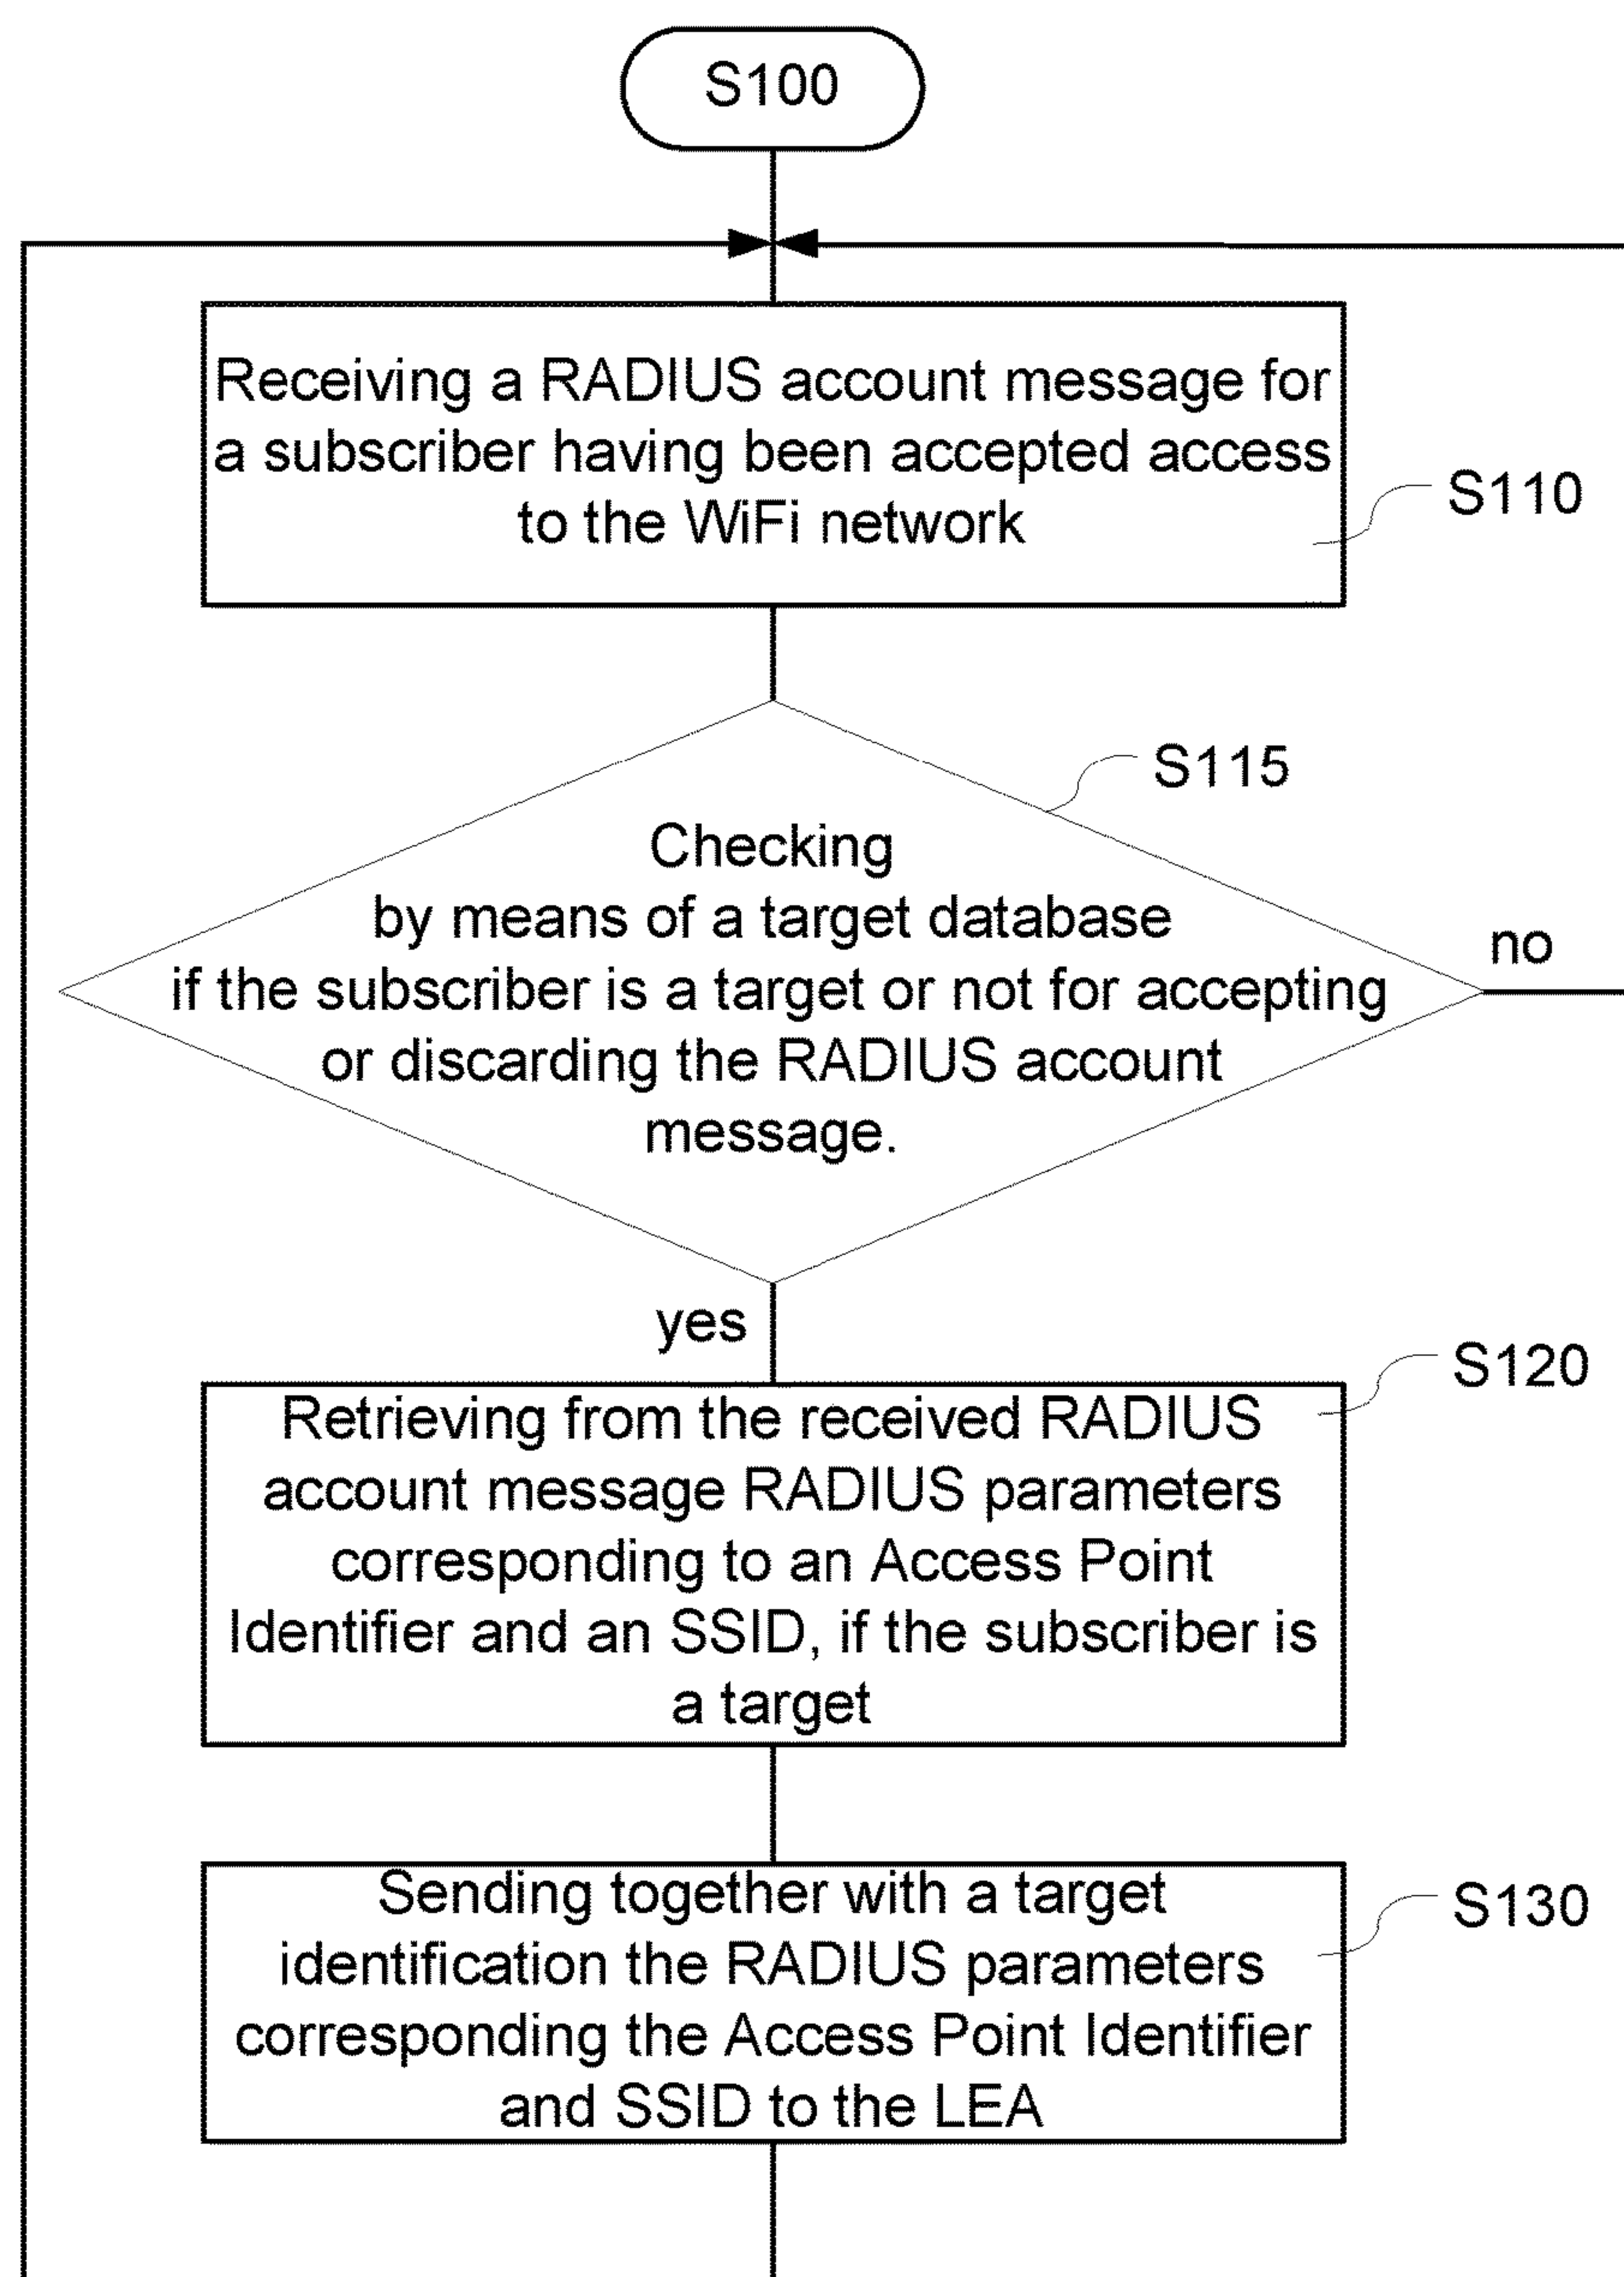 S100
Receiving a RADIUS account message for
a subscriber having been accepted access
to the WiFi network
S110
S115
Checking
by means of a target database
if the subscriber is a target or not for accepting
or discarding the RADIUS account
message.
no
yes
S120
Retrieving from the received RADIUS
account message RADIUS parameters
corresponding to an Access Point
Identifier and an SSID, if the subscriber is
a target
Sending together with a target
S130
identification the RADIUS parameters
corresponding the Access Point Identifier
and SSID to the LEA